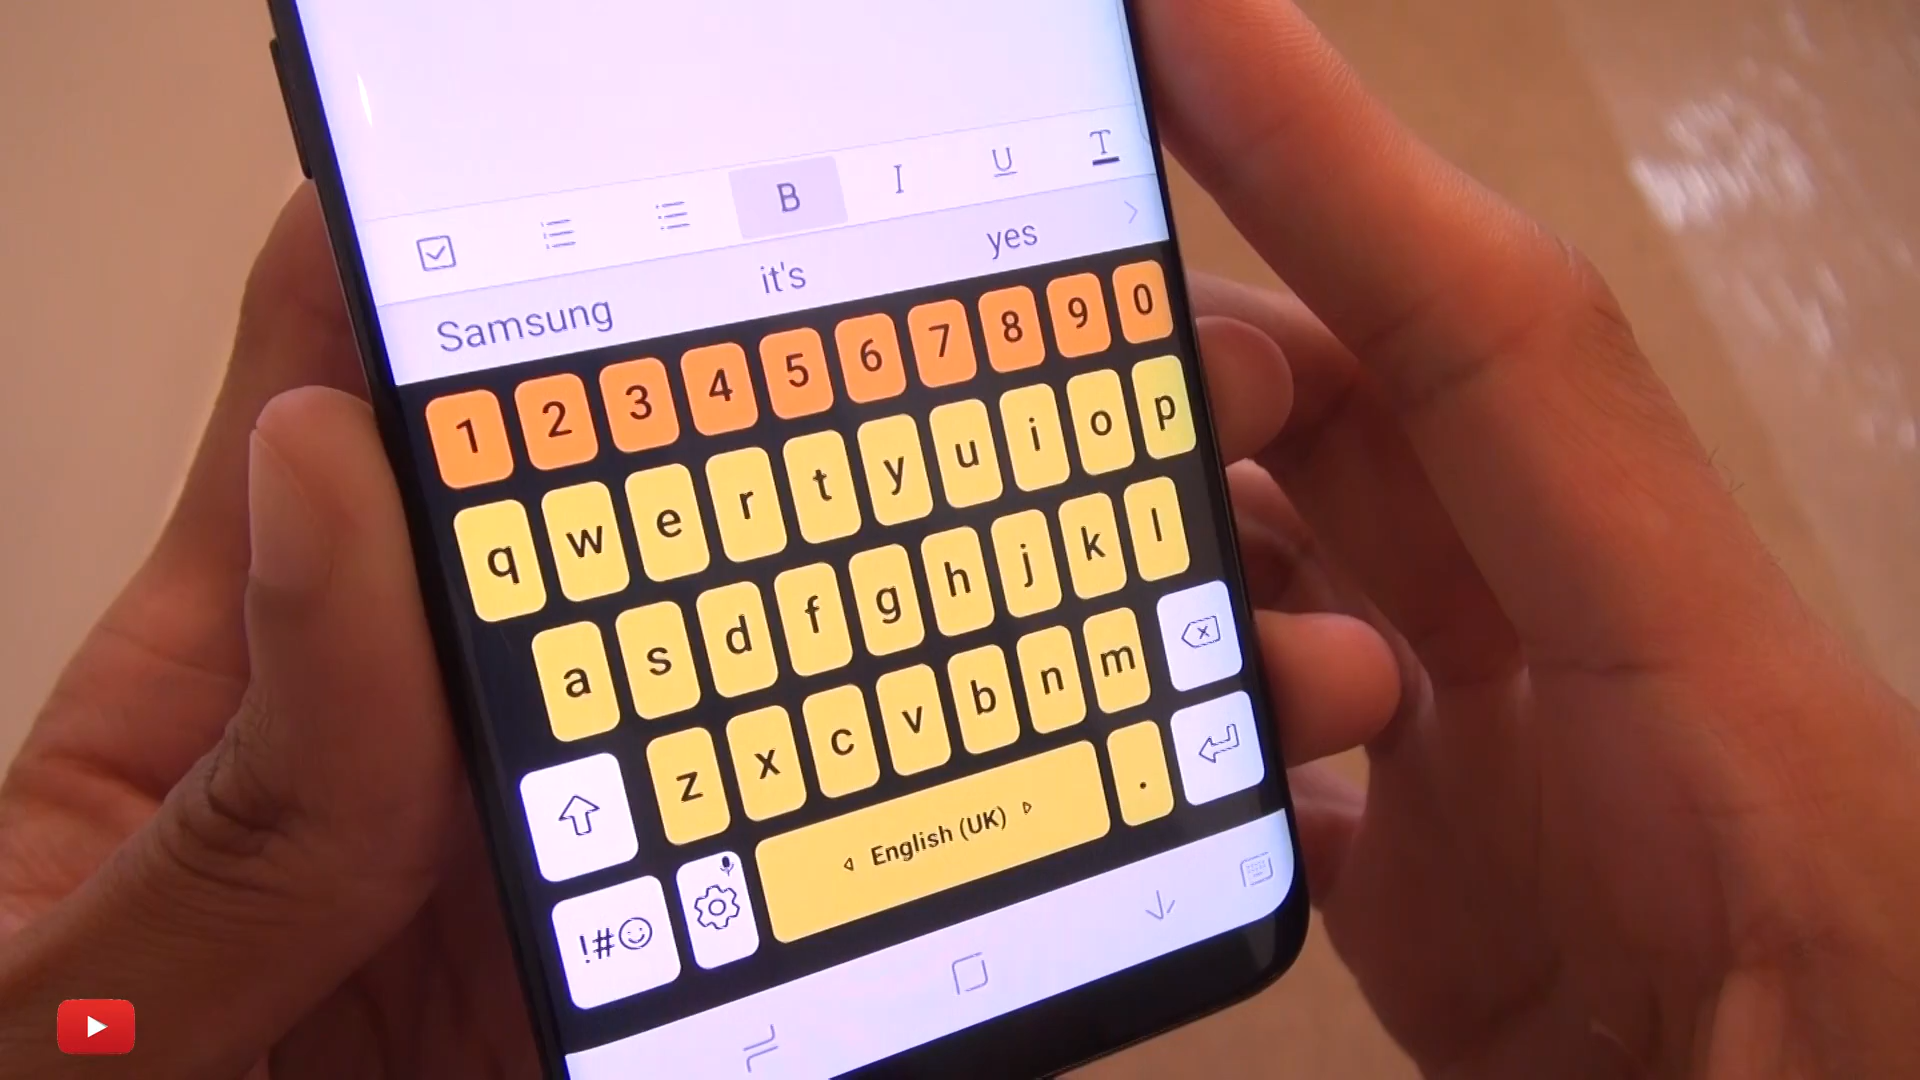 B I U T
Samsung it's yes
1 2 3 4 5 6 7 8 9 0
q w e r t y u i o p
a s d f g h j k l
z x c v b n m
!# English (UK) .